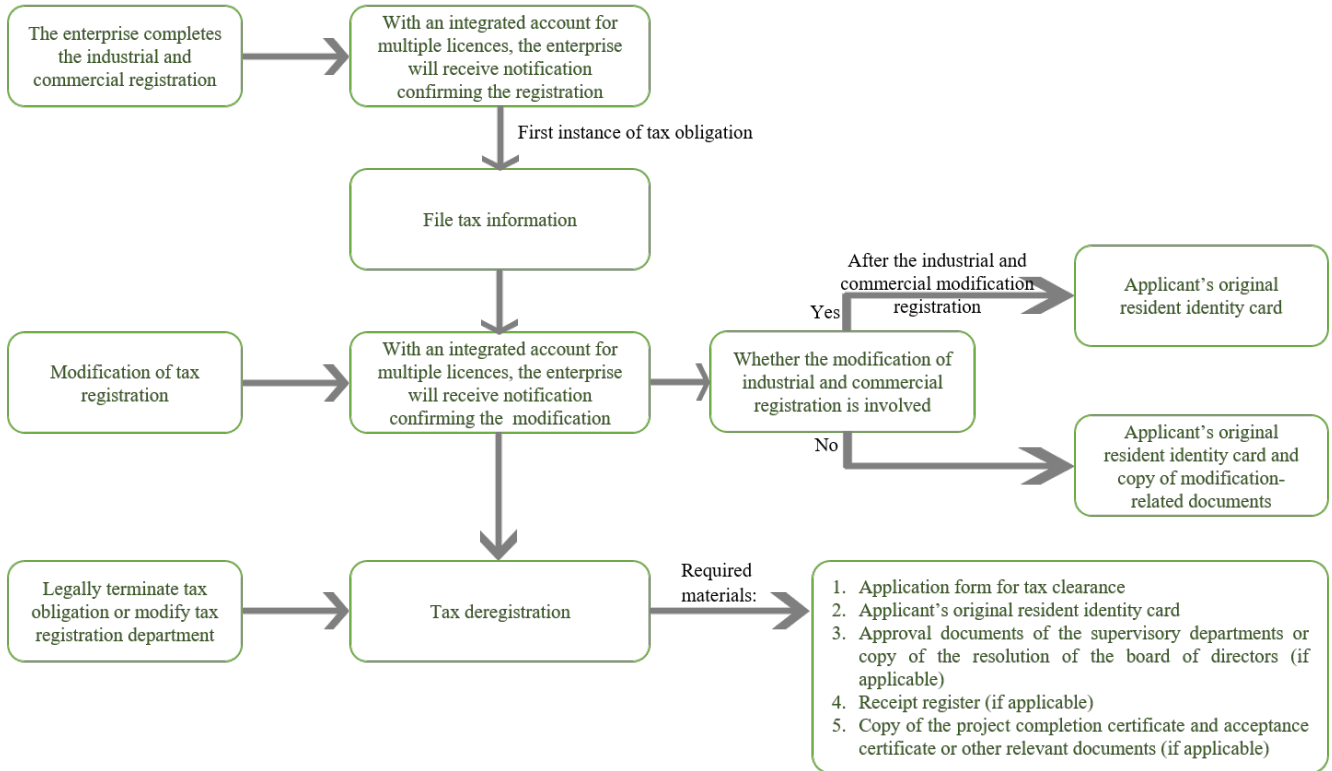 The enterprise completes
the industrial and
commercial registration
With an integrated account for
multiple licences, the enterprise
will receive notification
confirming the registration
First instance of tax obligation
File tax information
Modification of tax
registration
With an integrated account for
multiple licences, the enterprise
will receive notification
confirming the modification
Whether the modification of
industrial and commercial
registration is involved
Yes
After the industrial and
commercial modification
registration
Applicant's original
resident identity card
No
Applicant's original
resident identity card and
copy of modification-
related documents
Legally terminate tax
obligation or modify tax
registration department
Tax deregistration
Required
materials:
1. Application form for tax clearance
2. Applicant's original resident identity card
3. Approval documents of the supervisory departments or
copy of the resolution of the board of directors (if
applicable)
4. Receipt register (if applicable)
5. Copy of the project completion certificate and acceptance
certificate or other relevant documents (if applicable)